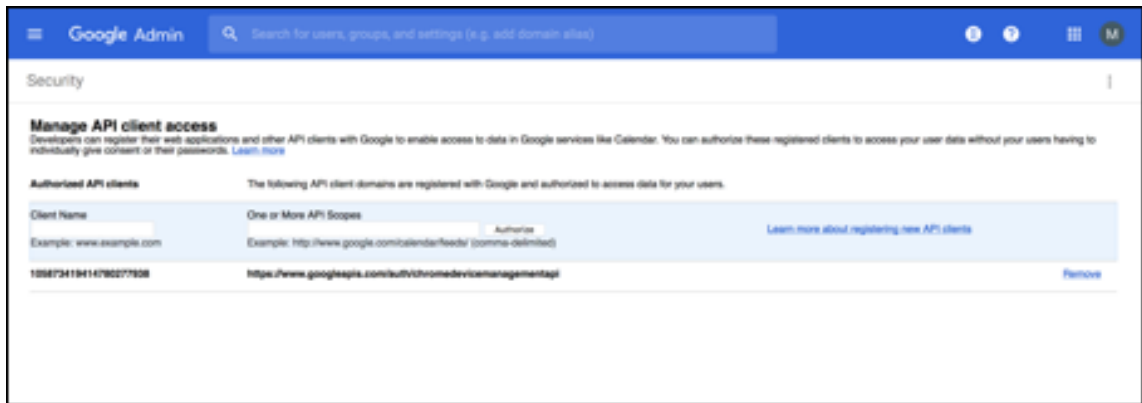 Google Admin
Search for users, groups, and settings (e.g. add domain alias)
M
Security
Manage API client access
Developers can register their web applications and other API clients with Google to enable access to data in Google services like Calendar. You can authorize these registered clients to access your user data without your users having to
individually give consent or their passwords. Learn more
Authorized API clients The following API client domains are registered with Google and authorized to access data for your users.
Client Name One or More API Scopes
Authorize Learn more about registering new API clients
Example: www.example.com Example: http://www.google.com/calendar/feeds/ (comma-delimited)
https://www.googleapis.com/auth/chromedevicemanagementapi Remove